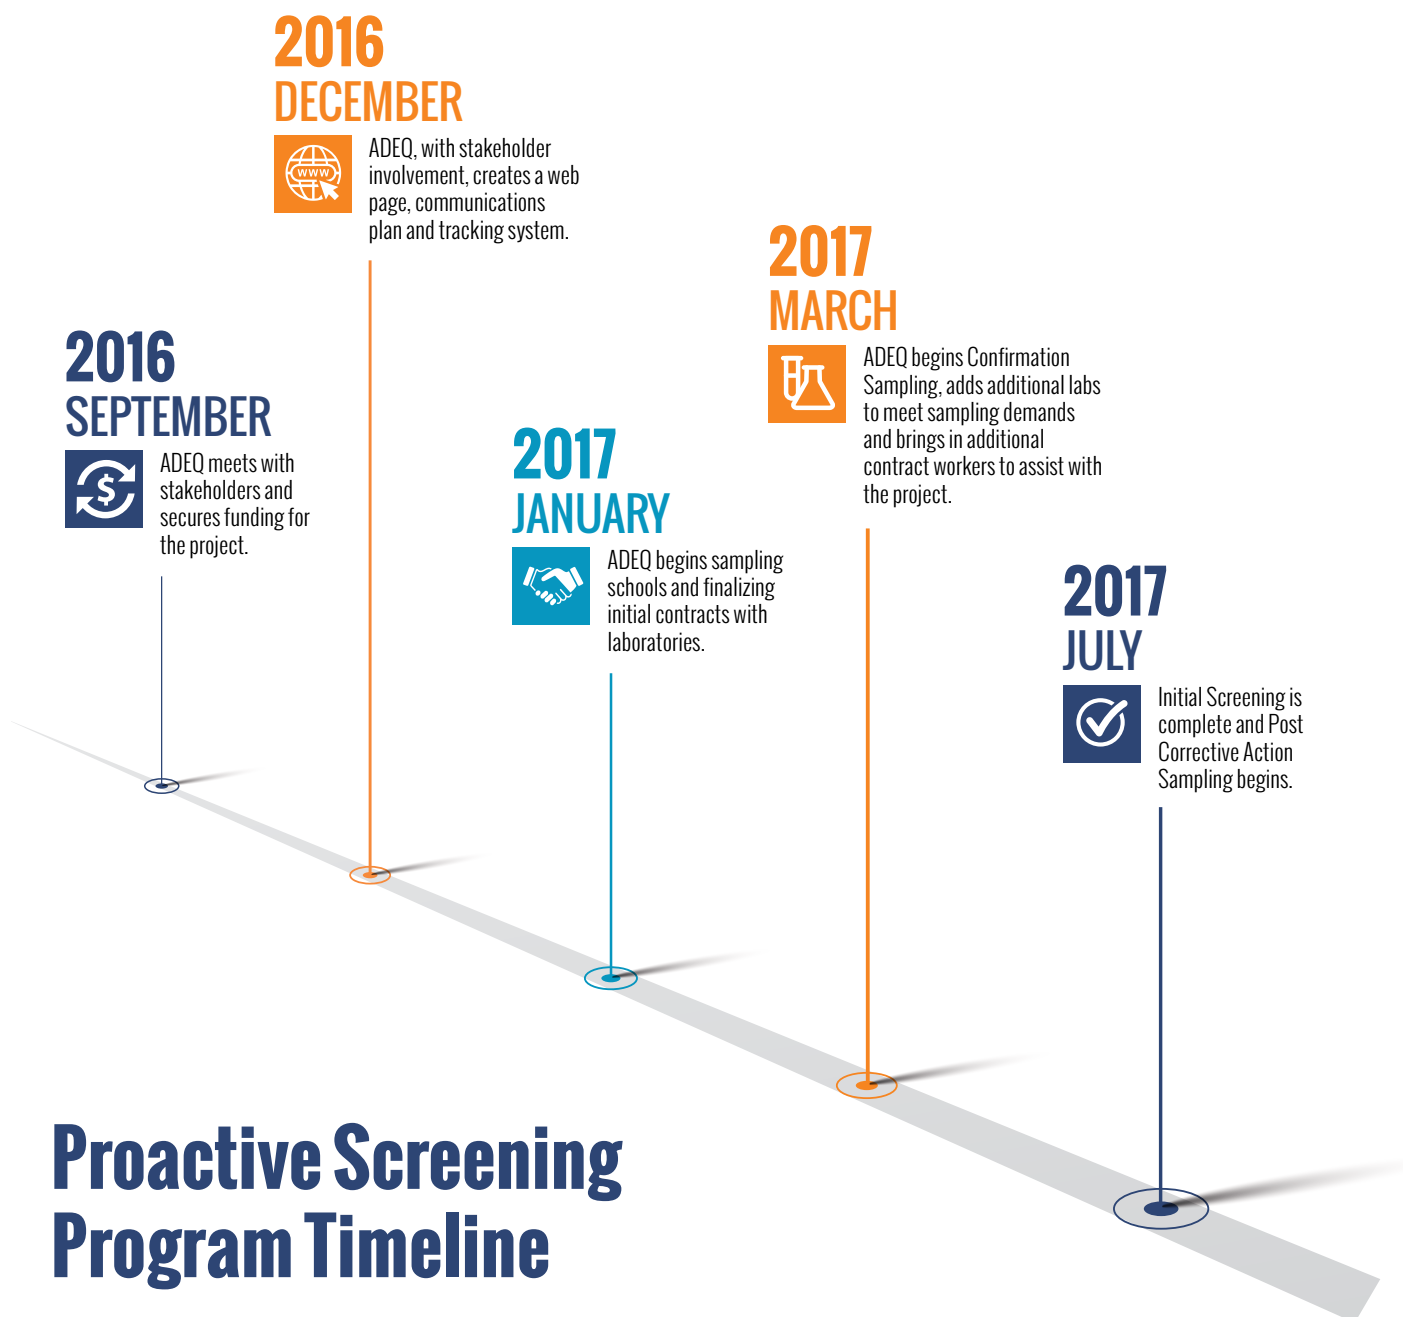 2016
DECEMBER
www
ADEQ, with stakeholder
involvement, creates a web
page, communications
plan and tracking system.
2016
SEPTEMBER
$
ADEQ meets with
stakeholders and
secures funding for
the project.
2017
JANUARY
ADEQ begins sampling
schools and finalizing
initial contracts with
laboratories.
2017
MARCH
ADEQ begins Confirmation
Sampling, adds additional labs
to meet sampling demands
and brings in additional
contract workers to assist with
the project.
2017
JULY
Initial Screening is
complete and Post
Corrective Action
Sampling begins.
Proactive Screening
Program Timeline